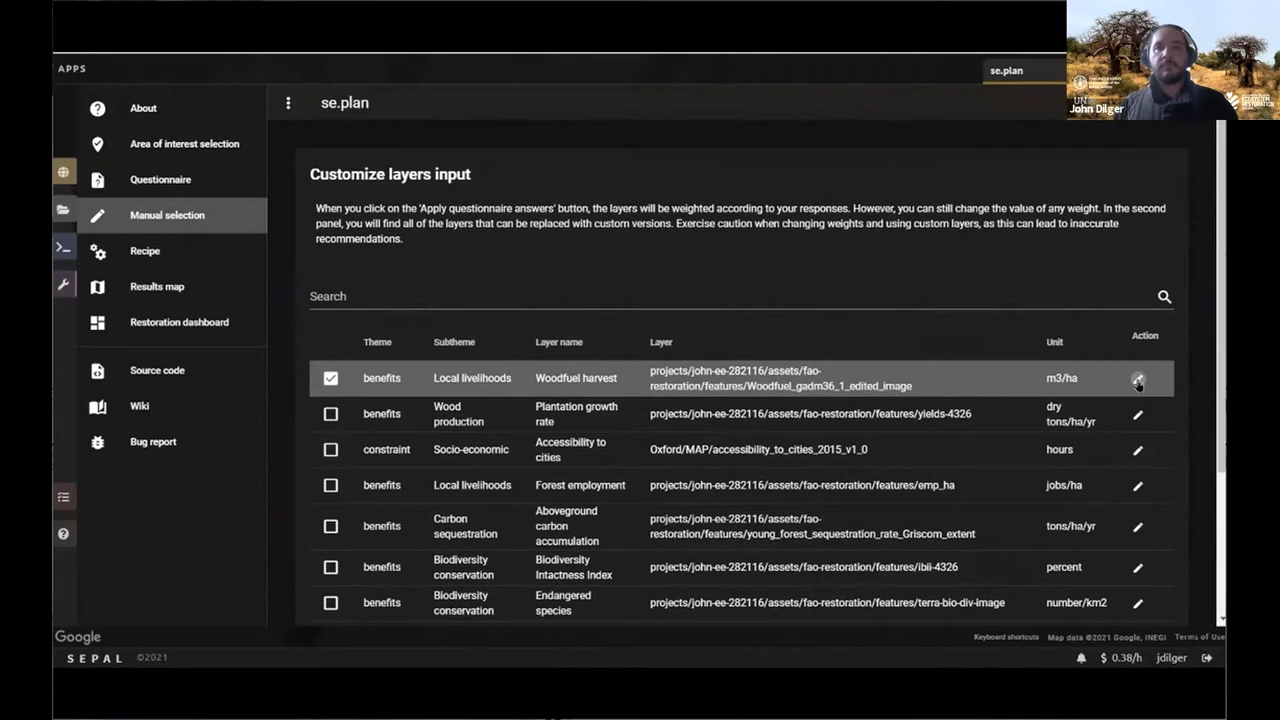 APPS
se.plan
UN
John Dilger
About
Area of interest selection
Questionnaire
Manual selection
Recipe
Results map
Restoration dashboard
Source code
Wiki
Bug report
se.plan
Customize layers input
When you click on the 'Apply questionnaire answers' button, the layers will be weighted according to your responses. However, you can still change the value of any weight. In the second
panel, you will find all of the layers that can be replaced with custom versions. Exercise caution when changing weights and using custom layers, as this can lead to inaccurate
recommendations.
Search
Theme Subtheme Layer name Layer Unit Action
benefits Local livelihoods Woodfuel harvest projects/john-ee-282116/assets/fao-
restoration/features/Woodfuel_gadm36_1_edited_image m3/ha
benefits Wood
production Plantation growth
rate projects/john-ee-282116/assets/fao-restoration/features/yields-4326 dry
tons/ha/yr
constraint Socio-economic Accessibility to
cities Oxford/MAP/accessibility_to_cities_2015_v1_0 hours
benefits Local livelihoods Forest employment projects/john-ee-282116/assets/fao-restoration/features/emp_ha jobs/ha
benefits Carbon
sequestration Aboveground
carbon
accumulation projects/john-ee-282116/assets/fao-
restoration/features/young_forest_sequestration_rate_Griscom_extent tons/ha/yr
benefits Biodiversity
conservation Biodiversity
Intactness Index projects/john-ee-282116/assets/fao-restoration/features/ibii-4326 percent
benefits Biodiversity
conservation Endangered
species projects/john-ee-282116/assets/fao-restoration/features/terra-bio-div-image number/km2
Google
Keyboard shortcuts Map data ©2021 Google, INEGI Terms of Use
SEPAL ©2021
$ 0.38/h jdilger